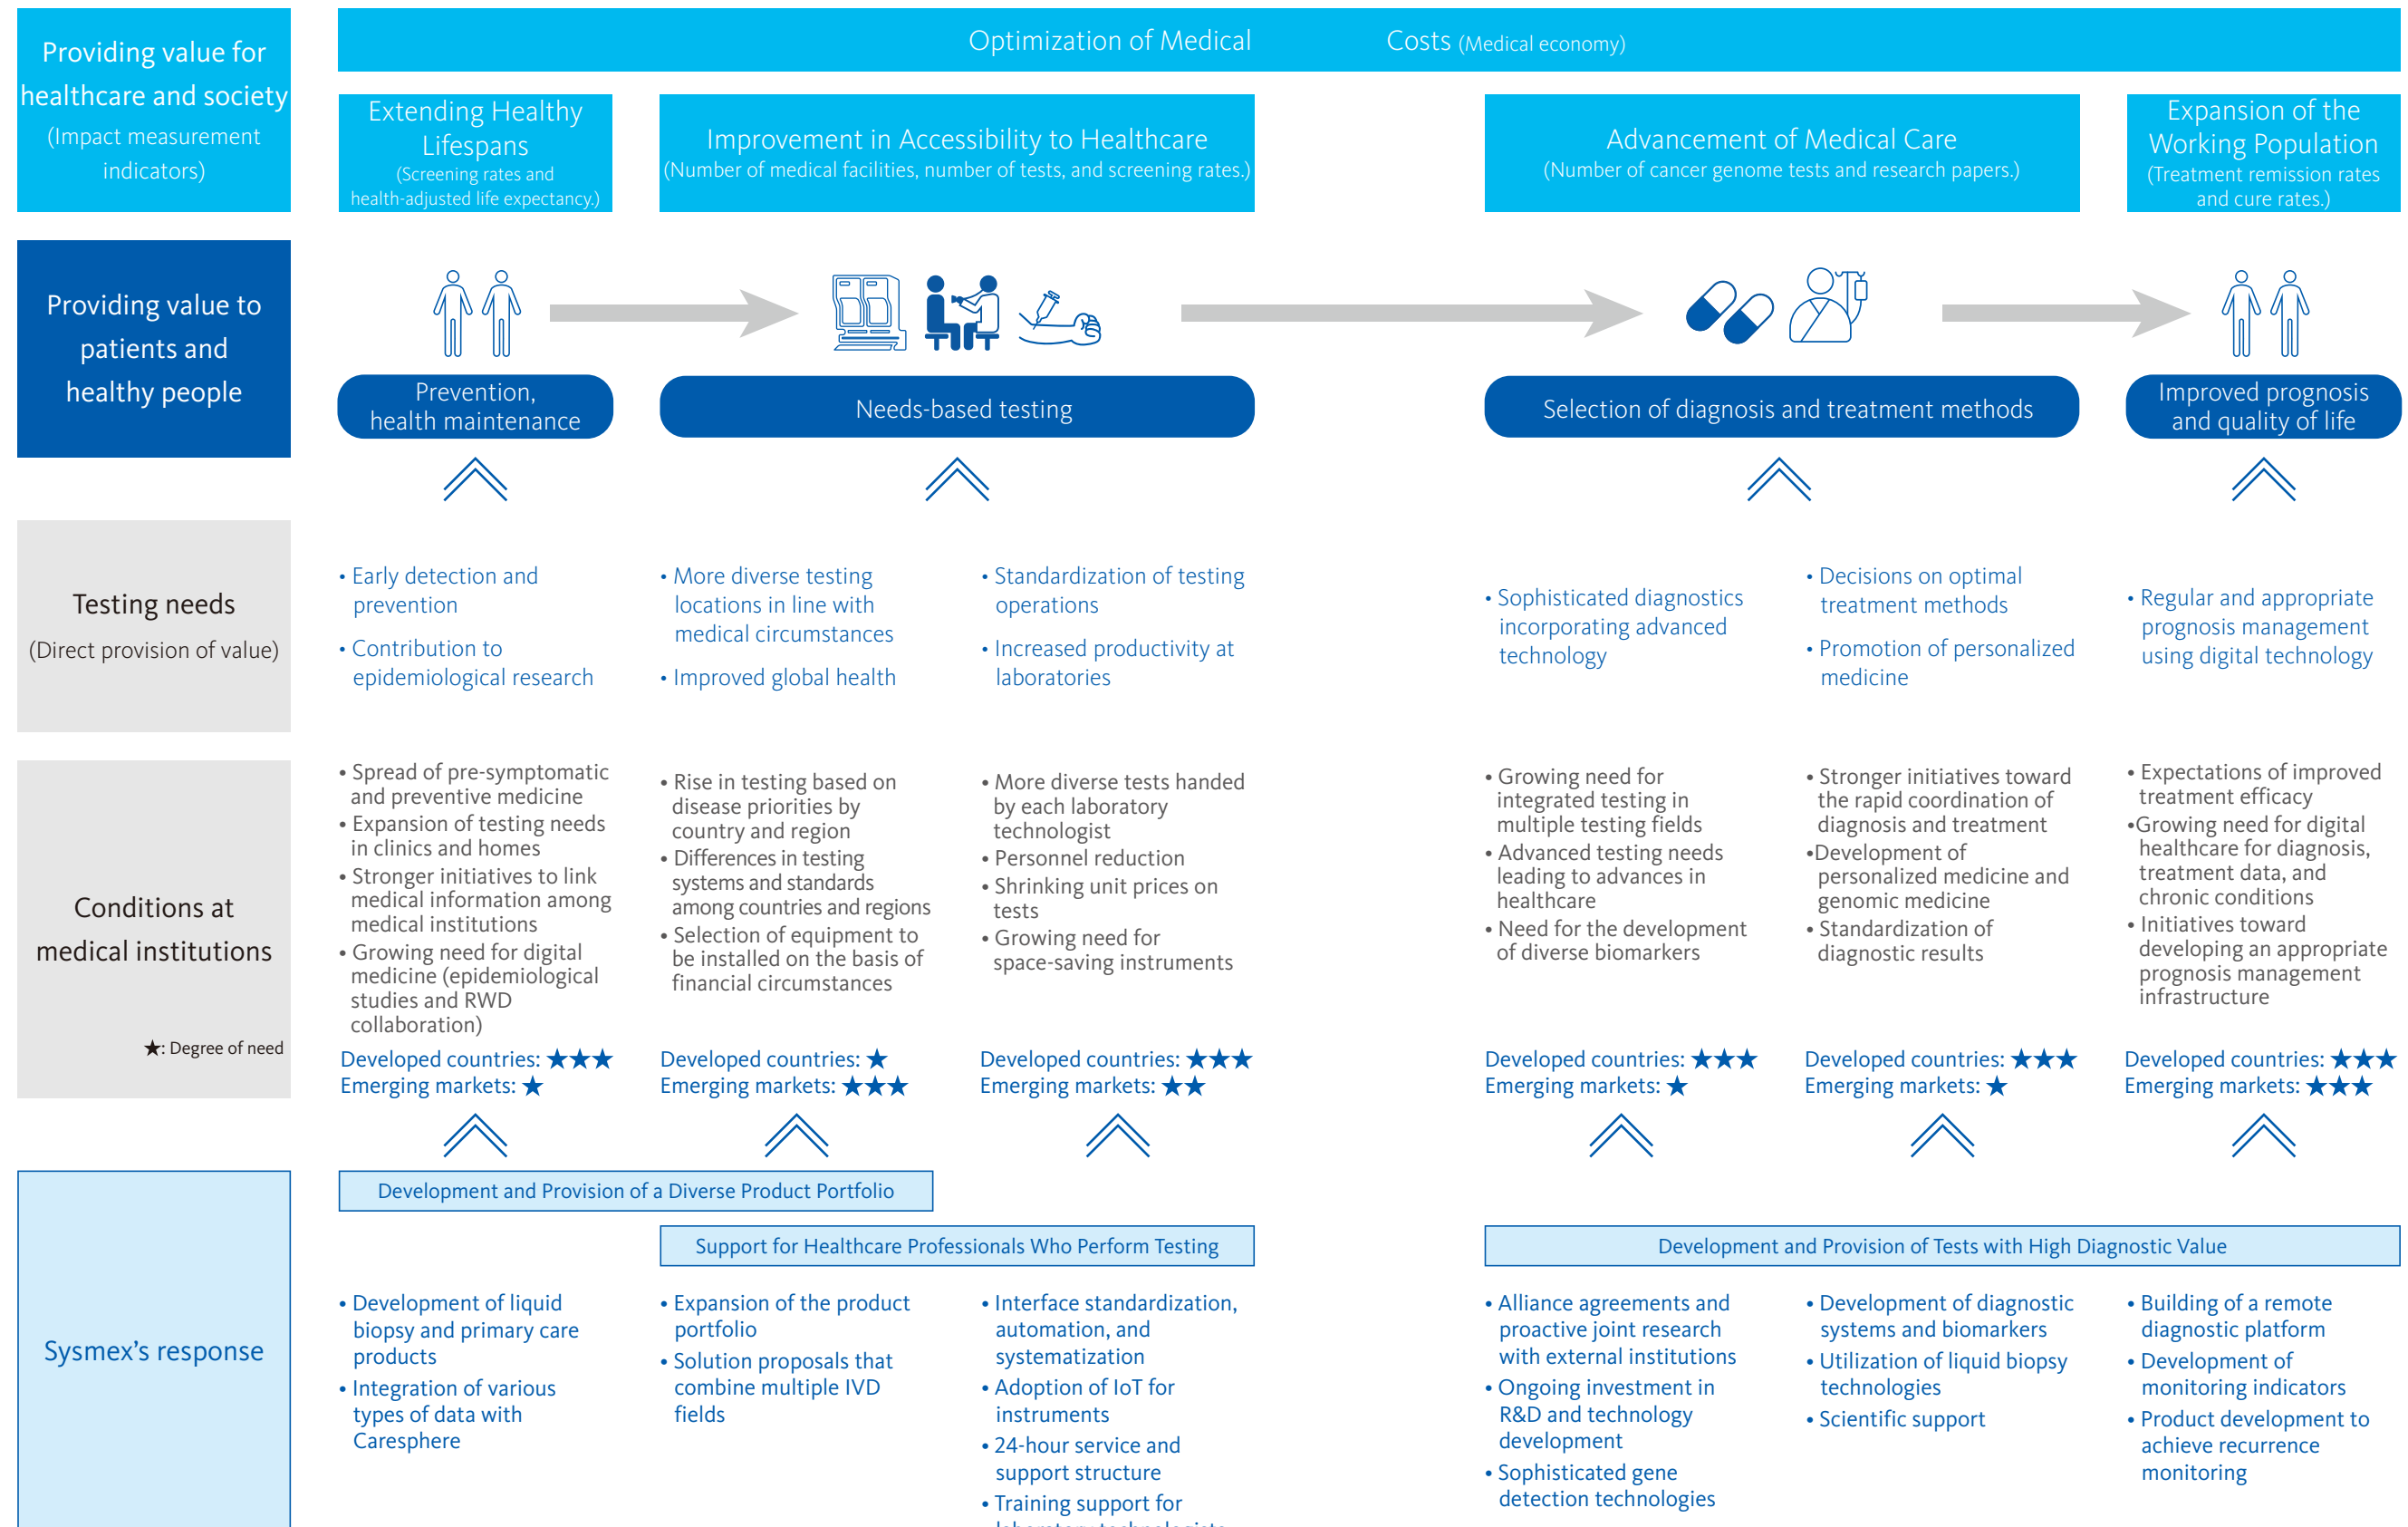 Providing value for
healthcare and society
(Impact measurement
indicators)
Optimization of Medical Costs (Medical economy)
Extending Healthy
Lifespans
(Screening rates and
health-adjusted life expectancy.)
Improvement in Accessibility to Healthcare
(Number of medical facilities, number of tests, and screening rates.)
Advancement of Medical Care
(Number of cancer genome tests and research papers.)
Expansion of the
Working Population
(Treatment remission rates
and cure rates.)
Providing value to
patients and
healthy people
Prevention,
health maintenance
Needs-based testing
Selection of diagnosis and treatment methods
Improved prognosis
and quality of life
Testing needs
(Direct provision of value)
• Early detection and
prevention
• Contribution to
epidemiological research
• More diverse testing
locations in line with
medical circumstances
• Improved global health
• Standardization of testing
operations
• Increased productivity at
laboratories
• Sophisticated diagnostics
incorporating advanced
technology
• Decisions on optimal
treatment methods
• Promotion of personalized
medicine
• Regular and appropriate
prognosis management
using digital technology
Conditions at
medical institutions
★: Degree of need
• Spread of pre-symptomatic
and preventive medicine
• Expansion of testing needs
in clinics and homes
• Stronger initiatives to link
medical information among
medical institutions
• Growing need for digital
medicine (epidemiological
studies and RWD
collaboration)
Developed countries: ★★★
Emerging markets: ★
• Rise in testing based on
disease priorities by
country and region
• Differences in testing
systems and standards
among countries and regions
• Selection of equipment to
be installed on the basis of
financial circumstances
Developed countries: ★
Emerging markets: ★★★
• More diverse tests handed
by each laboratory
technologist
• Personnel reduction
• Shrinking unit prices on
tests
• Growing need for
space-saving instruments
Developed countries: ★★★
Emerging markets: ★★
• Growing need for
integrated testing in
multiple testing fields
• Advanced testing needs
leading to advances in
healthcare
• Need for the development
of diverse biomarkers
Developed countries: ★★★
Emerging markets: ★
• Stronger initiatives toward
the rapid coordination of
diagnosis and treatment
•Development of
personalized medicine and
genomic medicine
• Standardization of
diagnostic results
Developed countries: ★★★
Emerging markets: ★
• Expectations of improved
treatment efficacy
•Growing need for digital
healthcare for diagnosis,
treatment data, and
chronic conditions
• Initiatives toward
developing an appropriate
prognosis management
infrastructure
Developed countries: ★★★
Emerging markets: ★★★
Sysmex's response
Development and Provision of a Diverse Product Portfolio
Support for Healthcare Professionals Who Perform Testing
Development and Provision of Tests with High Diagnostic Value
• Development of liquid
biopsy and primary care
products
• Integration of various
types of data with
Caresphere
• Expansion of the product
portfolio
• Solution proposals that
combine multiple IVD
fields
• Interface standardization,
automation, and
systematization
• Adoption of IoT for
instruments
• 24-hour service and
support structure
• Training support for
• Alliance agreements and
proactive joint research
with external institutions
• Ongoing investment in
R&D and technology
development
• Sophisticated gene
detection technologies
• Development of diagnostic
systems and biomarkers
• Utilization of liquid biopsy
technologies
• Scientific support
• Building of a remote
diagnostic platform
• Development of
monitoring indicators
• Product development to
achieve recurrence
monitoring